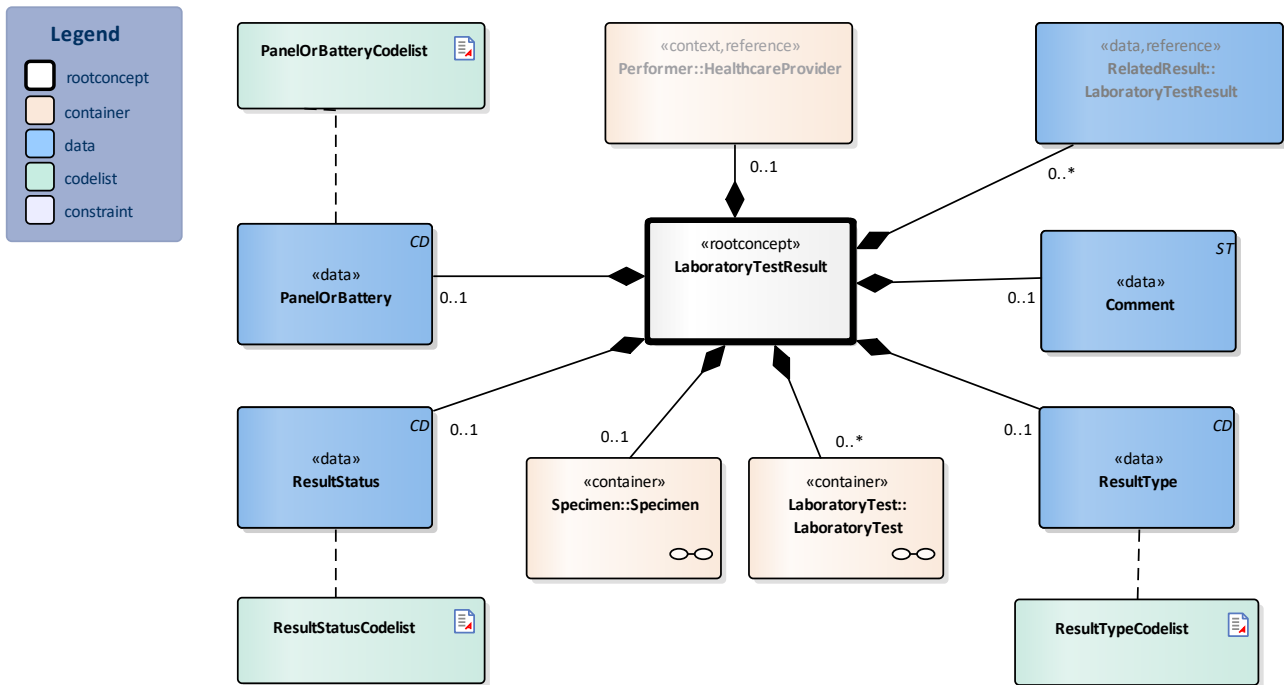 Legend
rootconcept
container
data
codelist
constraint
PanelOrBatteryCodelist
«context,reference»
Performer::HealthcareProvider
«data,reference»
RelatedResult::
LaboratoryTestResult
0..1
0..*
CD
«data»
PanelOrBattery
0..1
«rootconcept»
LaboratoryTestResult
ST
«data»
Comment
0..1
CD
«data»
ResultStatus
0..1
0..1
«container»
Specimen::Specimen
0..*
«container»
LaboratoryTest::
LaboratoryTest
0..1
CD
«data»
ResultType
ResultStatusCodelist
ResultTypeCodelist